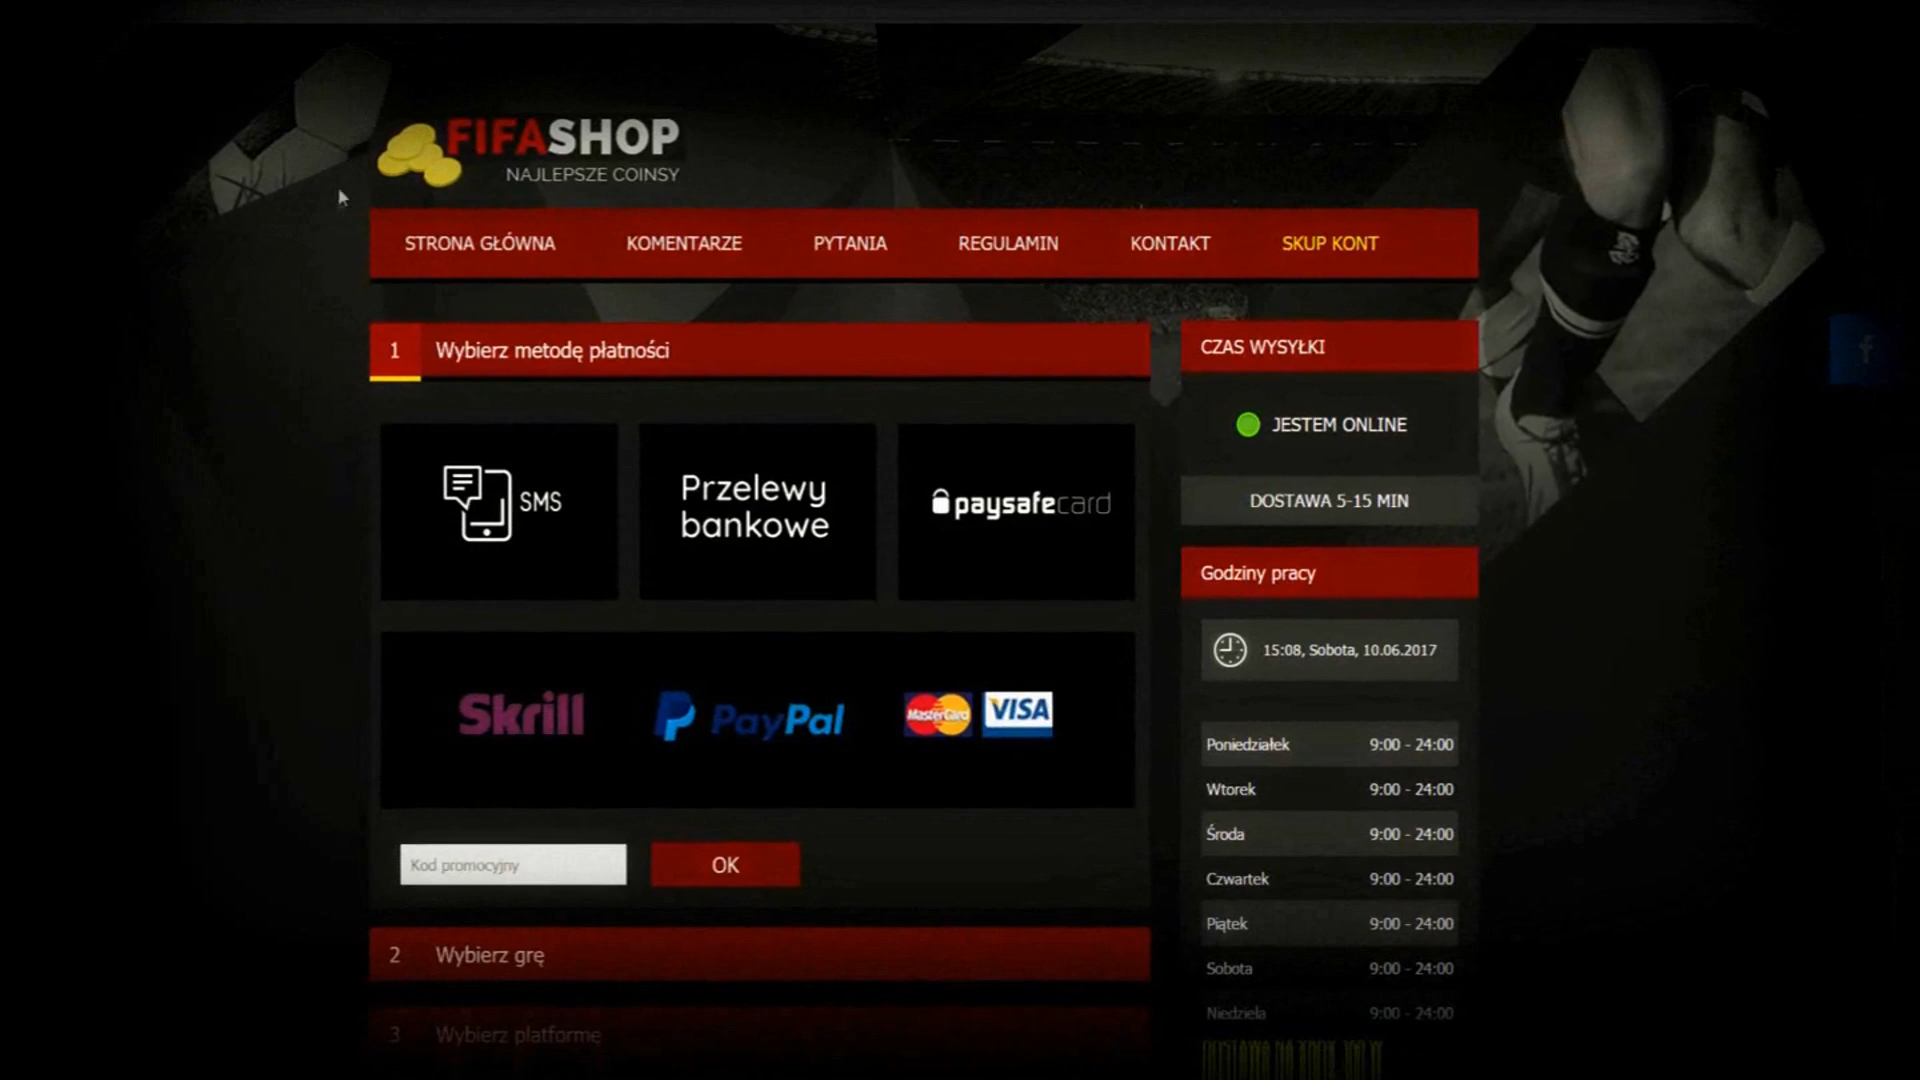 FIFASHOP
NAJLEPSZE COINSY
STRONA GŁÓWNA KOMENTARZE PYTANIA REGULAMIN KONTAKT SKUP KONT
1 Wybierz metodę płatności
SMS
Przelewy
bankowe
paysafecard
Skrill PayPal MasterCard VISA
Kod promocyjny OK
2 Wybierz grę
3 Wybierz platformę
CZAS WYSYŁKI
JESTEM ONLINE
DOSTAWA 5-15 MIN
Godziny pracy
15:08, Sobota, 10.06.2017
Poniedziałek 9:00 - 24:00
Wtorek 9:00 - 24:00
Środa 9:00 - 24:00
Czwartek 9:00 - 24:00
Piątek 9:00 - 24:00
Sobota 9:00 - 24:00
Niedziela 9:00 - 24:00
DOSTAWA NA